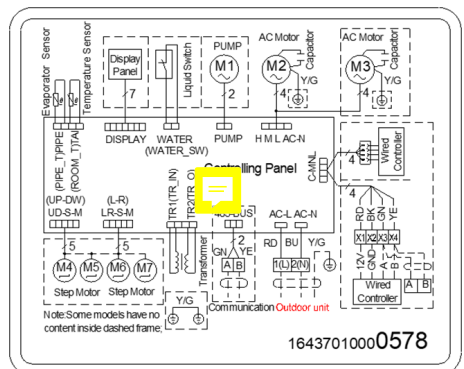 Evaporator Sensor
Temperature Sensor
Display
Panel
7
Liquid Switch
PUMP
M1
2
AC Motor
M2
Capacitor
Y/G
4
AC Motor
M3
Capacitor
Y/G
4
(PIPE_T)PIPE
(ROOM_T)TAI
DISPLAY
WATER
(WATER_SW)
PUMP
H M L AC-N
Controlling Panel
C-MNL
4
4
Wired
Controller
(UP-DW)
UD-S-M
(L-R)
LR-S-M
TR1(TR_IN)
TR2(TR_O)
AC-L AC-N
5
5
2
GN
YE
RD
BU
Y/G
RD
BK
GN
YE
X1
X2
X3
X4
M4
M5
M6
M7
Step Motor
Step Motor
Transformer
A
B
1(L)
2(N)
12V
GND
A
B
A
B
Wired
Controller
Y/G
Communication
Outdoor unit
Note:Some models have no
content inside dashed frame;
16437010000578